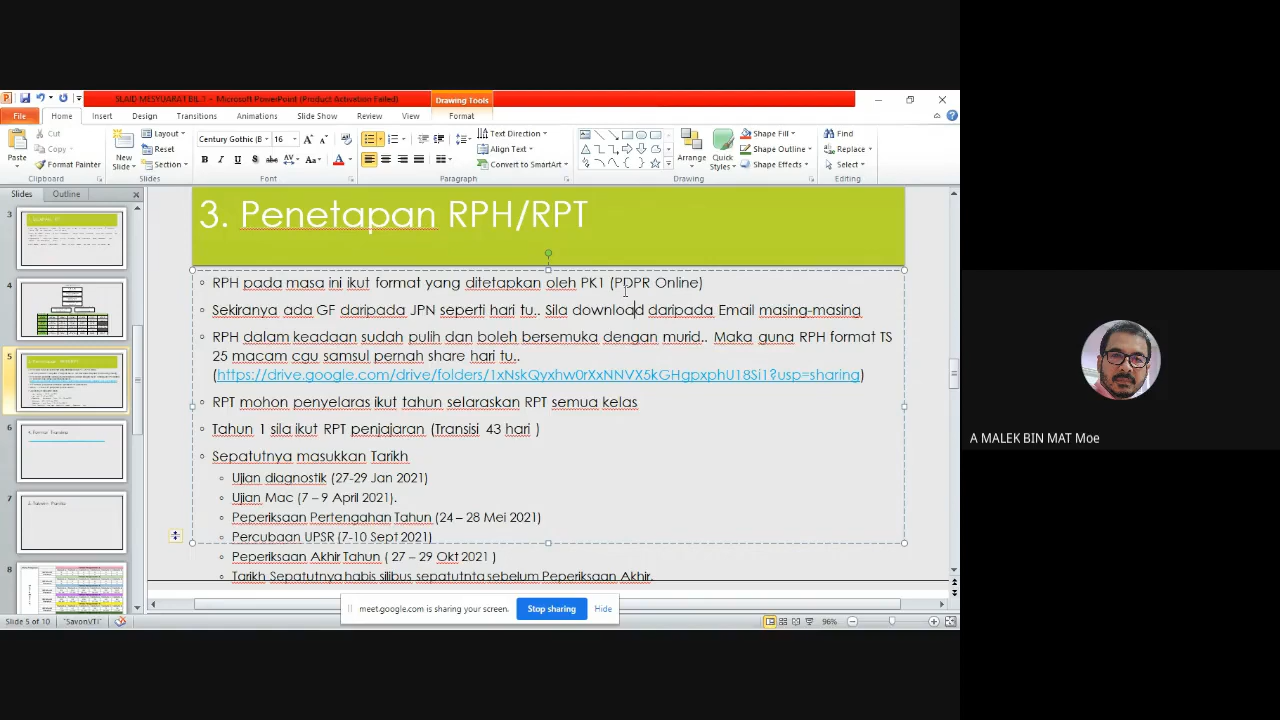 SLAID MESYUARAT BIL 1 - Microsoft PowerPoint (Product Activation Failed)
Drawing Tools
File Home Insert Design Transitions Animations Slide Show Review View Format
Paste
Cut
Copy
Format Painter
Clipboard
New Slide
Layout
Reset
Section
Slides
Century Gothic (B 16
Font
Paragraph
Text Direction
Align Text
Convert to SmartArt
Arrange
Quick Styles
Shape Fill
Shape Outline
Shape Effects
Drawing
Find
Replace
Select
Editing
Slides Outline
3
4
5
6
7
8
3. Penetapan RPH/RPT
RPH pada masa ini ikut format yang ditetapkan oleh PK1 (PDPR Online)
Sekiranya ada GF daripada JPN seperti hari tu.. Sila download daripada Email masing-masing.
RPH dalam keadaan sudah pulih dan boleh bersemuka dengan murid.. Maka guna RPH format TS
25 macam cgu samsul pernah share hari tu..
RPT mohon penyelaras ikut tahun selaraskan RPT semua kelas
Tahun 1 sila ikut RPT penjajaran (Transisi 43 hari )
Sepatutnya masukkan Tarikh
Ujian diagnostik (27-29 Jan 2021)
Ujian Mac (7 – 9 April 2021).
Peperiksaan Pertengahan Tahun (24 – 28 Mei 2021)
Percubaan UPSR (7-10 Sept 2021)
Peperiksaan Akhir Tahun ( 27 – 29 Okt 2021 )
Tarikh Sepatutnya habis silibus sepatutnta sebelum Peperiksaan Akhir.
meet.google.com is sharing your screen. Stop sharing Hide
Slide 5 of 10 "SavonVTI" 96%
A MALEK BIN MAT Moe